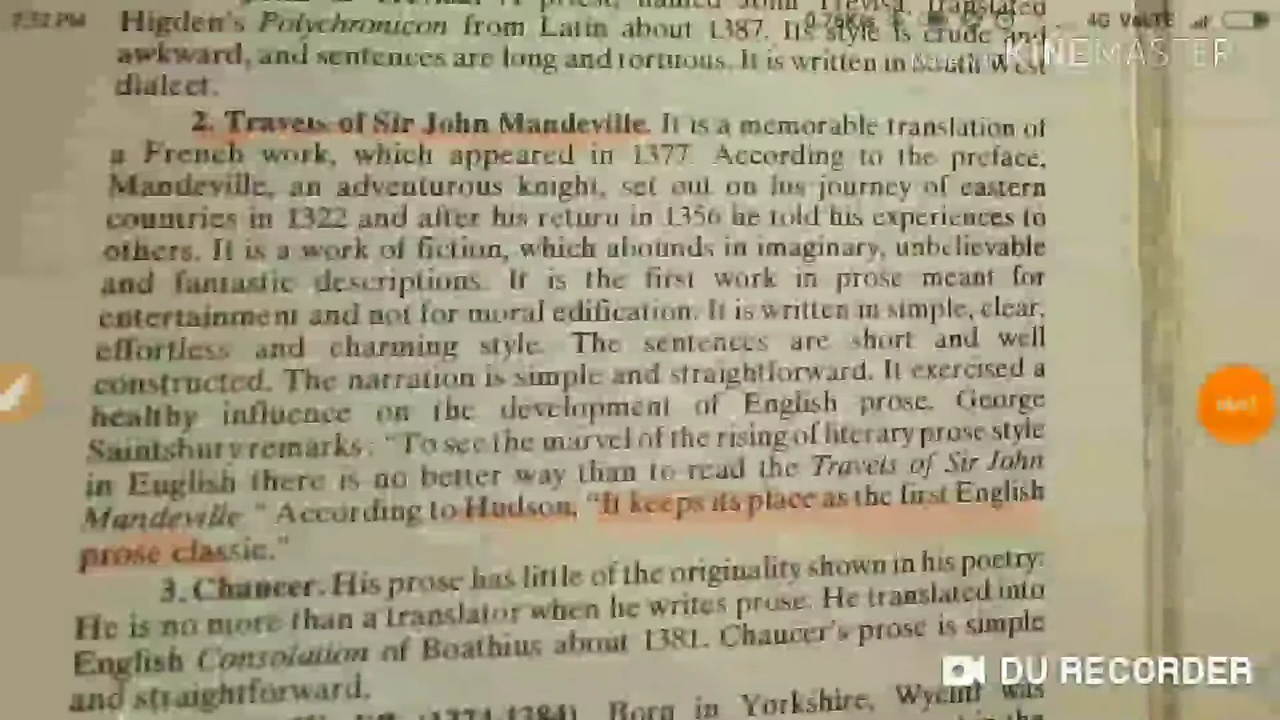 7:32 PM
4G VoLTE
KINEMASTER
Higden's Polychronicon from Latin about 1387. Its style is crude and
awkward, and sentences are long and tortuous. It is written in South West
dialect.
2. Travels of Sir John Mandeville. It is a memorable translation of
a French work, which appeared in 1377. According to the preface,
Mandeville, an adventurous knight, set out on his journey of eastern
countries in 1322 and after his return in 1356 he told his experiences to
others. It is a work of fiction, which abounds in imaginary, unbelievable
and fantastic descriptions. It is the first work in prose meant for
entertainment and not for moral edification. It is written in simple, clear,
effortless and charming style. The sentences are short and well
constructed. The narration is simple and straightforward. It exercised a
healthy influence on the development of English prose. George
Saintsbury remarks: "To see the marvel of the rising of literary prose style
in English there is no better way than to read the Travels of Sir John
Mandeville." According to Hudson, "It keeps its place as the first English
prose classic."
3. Chaucer. His prose has little of the originality shown in his poetry.
He is no more than a translator when he writes prose. He translated into
English Consolation of Boathius about 1381. Chaucer's prose is simple
and straightforward.
Born in Yorkshire, Wyclif was
DU RECORDER